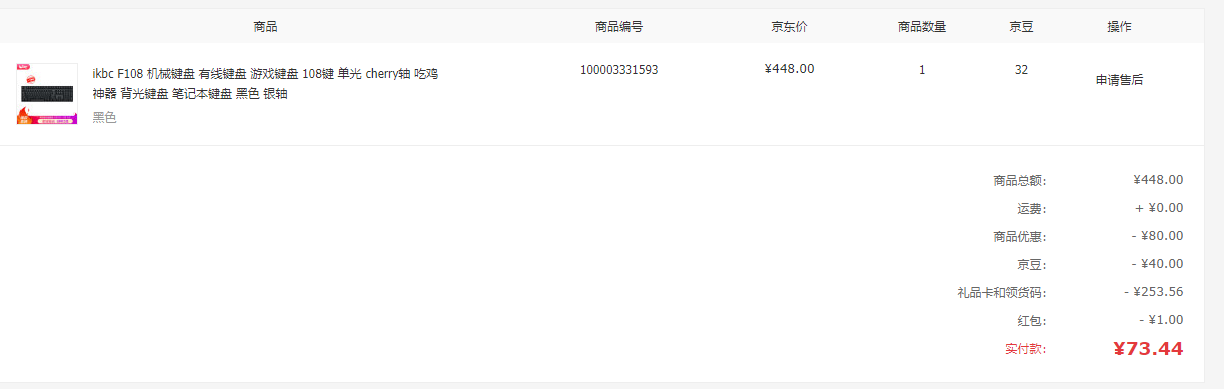 商品 商品编号 京东价 商品数量 京豆 操作
ikbc F108 机械键盘 有线键盘 游戏键盘 108键 单光 cherry轴 吃鸡 100003331593 ¥448.00 1 32 申请售后
神器 背光键盘 笔记本键盘 黑色 银轴
黑色
商品总额: ¥448.00
运费: + ¥0.00
商品优惠: - ¥80.00
京豆: - ¥40.00
礼品卡和领货码: - ¥253.56
红包: - ¥1.00
实付款: ¥73.44